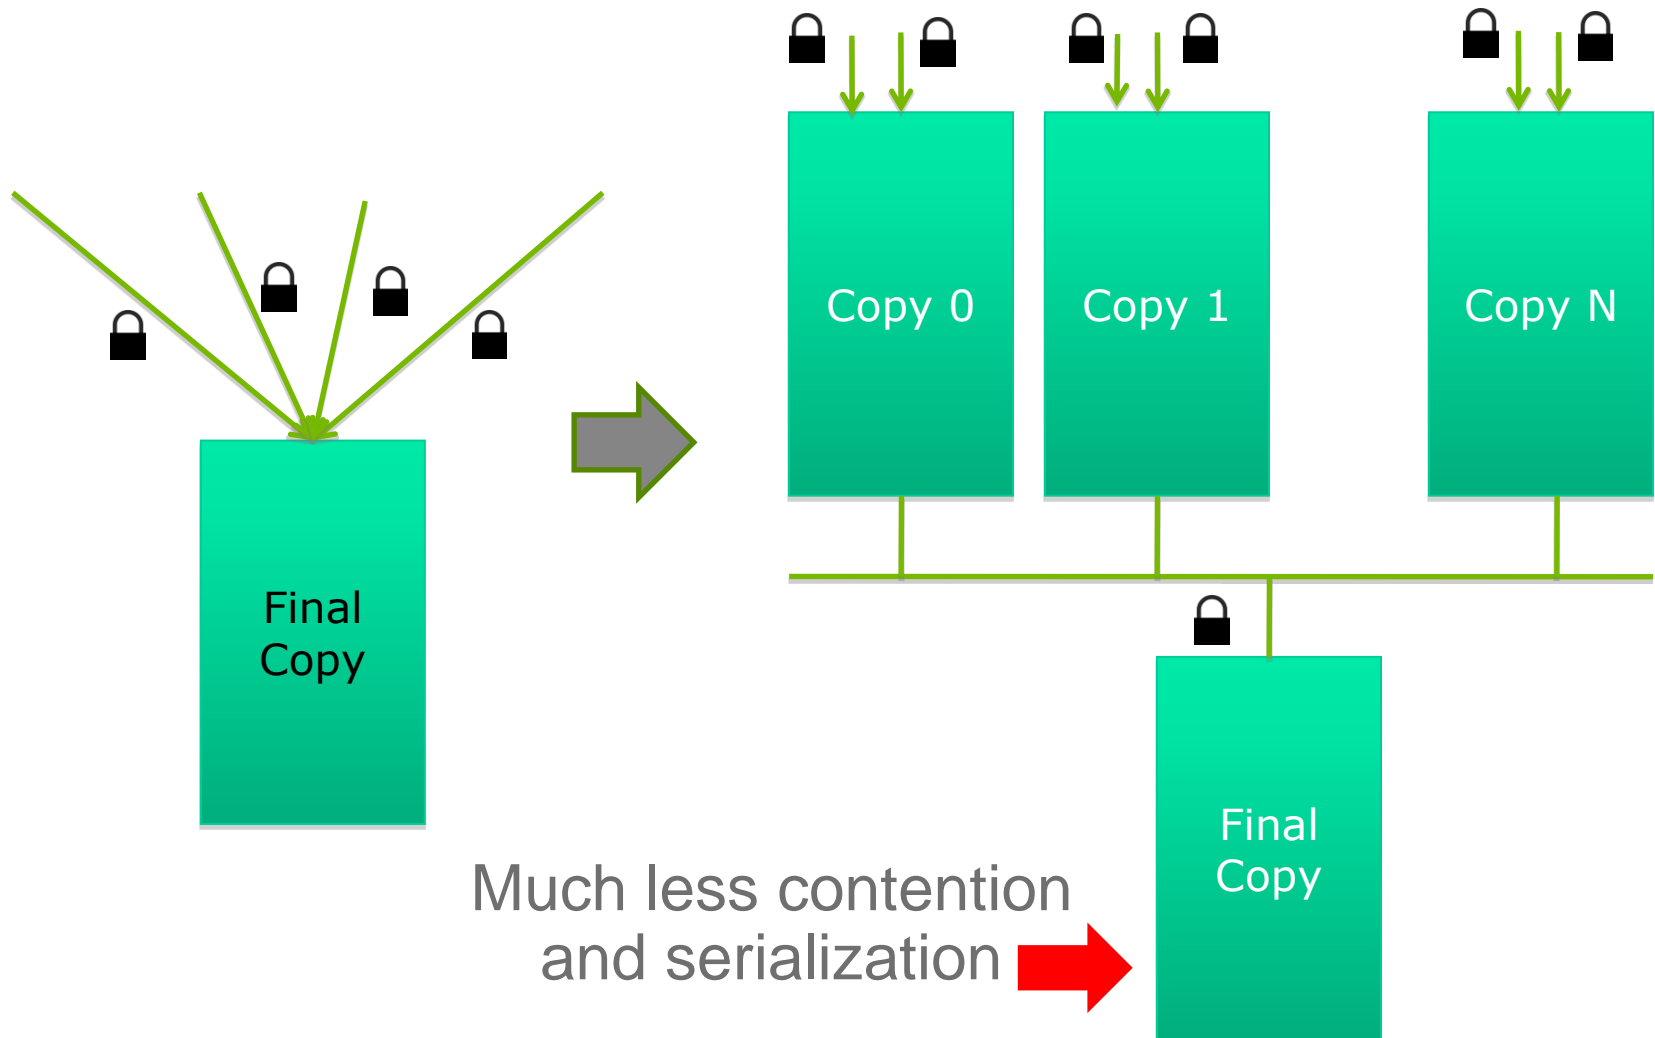 Final
Copy
Copy 0
Copy 1
Copy N
Final
Copy
Much less contention
and serialization